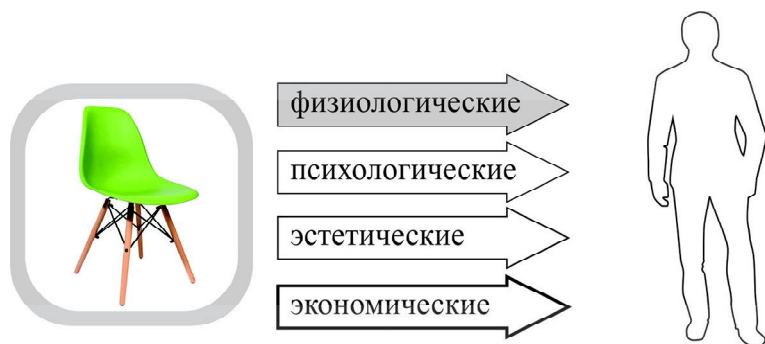 физиологические
психологические
эстетические
экономические